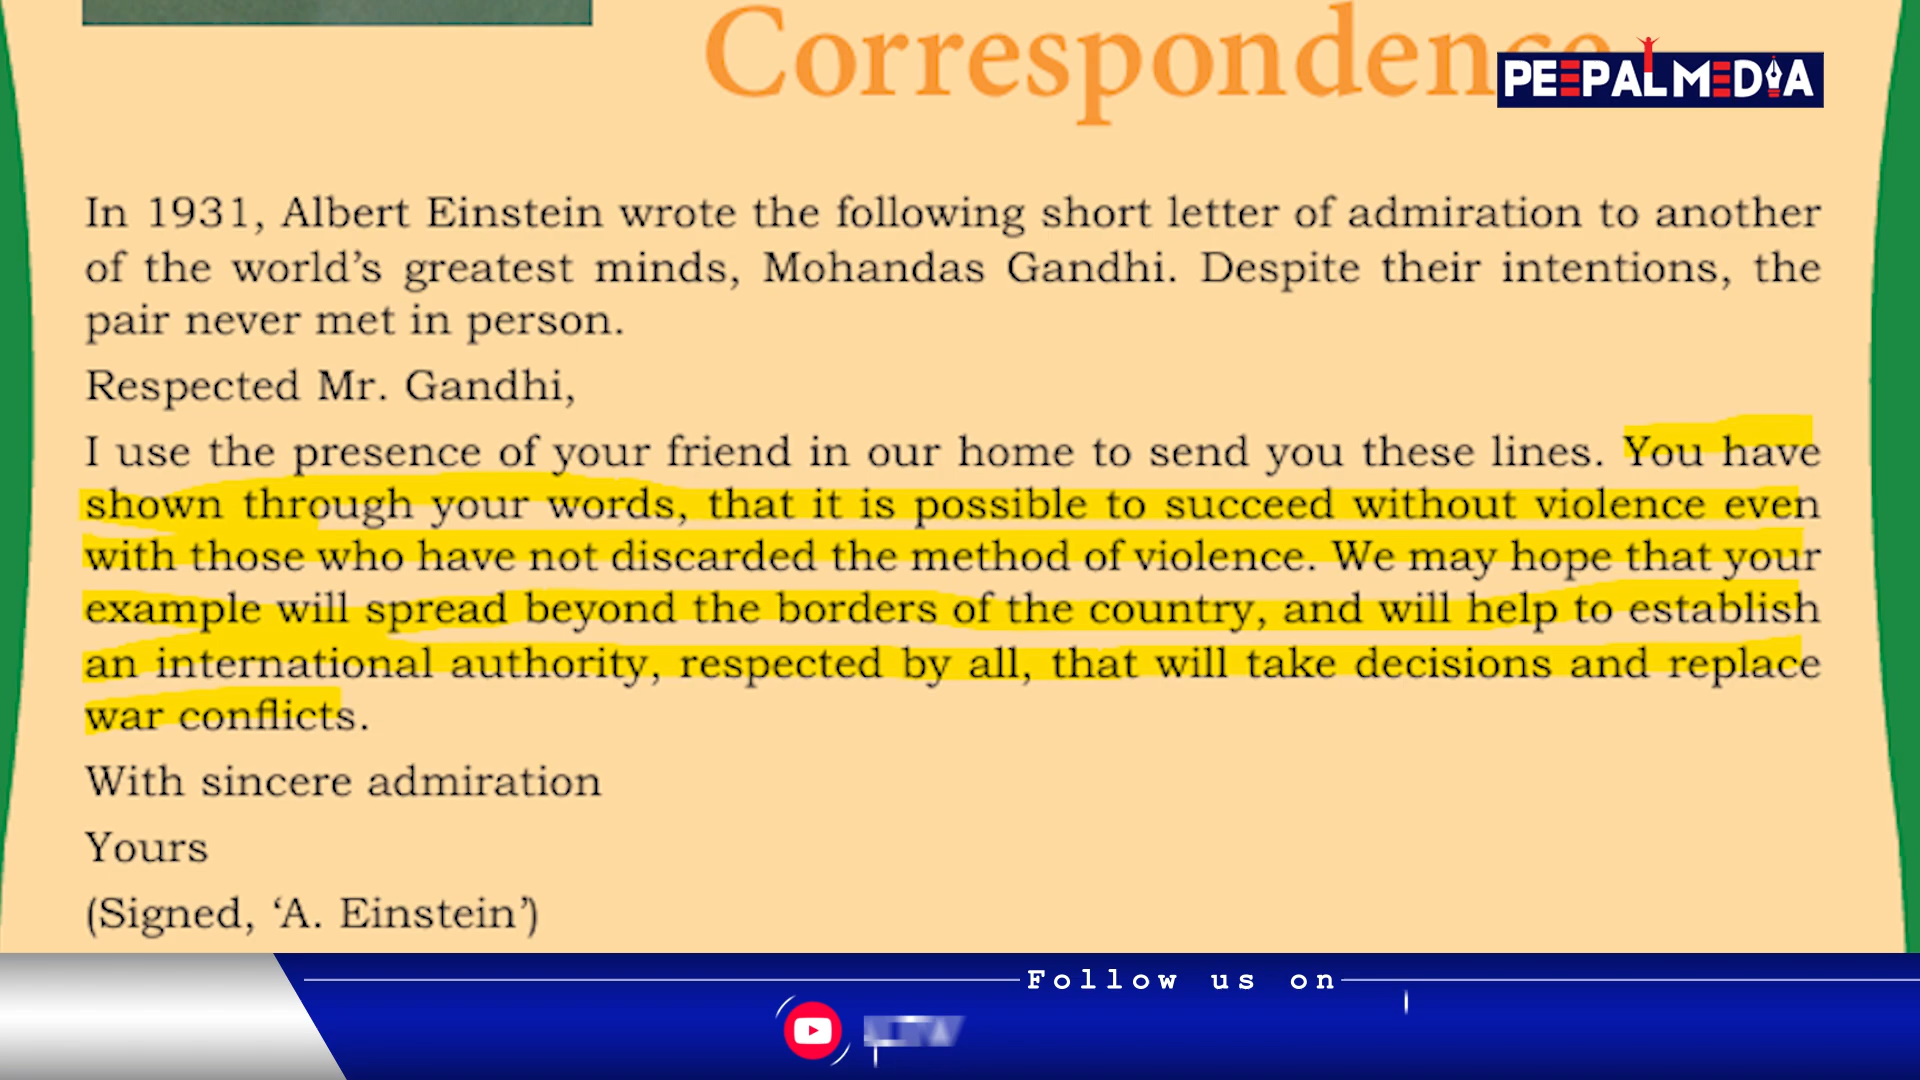 Correspondence
PEEPAL MEDIA
In 1931, Albert Einstein wrote the following short letter of admiration to another
of the world’s greatest minds, Mohandas Gandhi. Despite their intentions, the
pair never met in person.
Respected Mr. Gandhi,
I use the presence of your friend in our home to send you these lines. You have
shown through your words, that it is possible to succeed without violence even
with those who have not discarded the method of violence. We may hope that your
example will spread beyond the borders of the country, and will help to establish
an international authority, respected by all, that will take decisions and replace
war conflicts.
With sincere admiration
Yours
(Signed, ‘A. Einstein’)
Follow us on